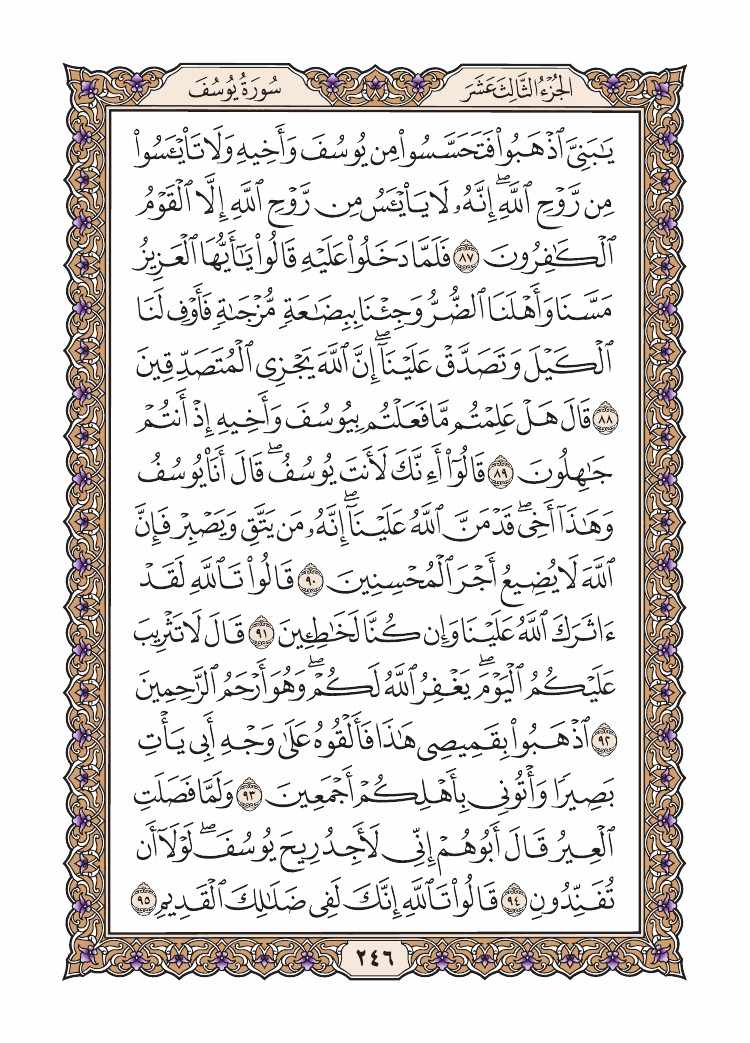 الجُزْءُ الثَّالِثَ عَشَرَ
سُورَةُ يُوسُفَ
يَٰبَنِيَّ ٱذۡهَبُواْ فَتَحَسَّسُواْ مِن يُوسُفَ وَأَخِيهِ وَلَا تَاْيۡـَٔسُواْ
مِن رَّوۡحِ ٱللَّهِۖ إِنَّهُۥ لَا يَاْيۡـَٔسُ مِن رَّوۡحِ ٱللَّهِ إِلَّا ٱلۡقَوۡمُ
ٱلۡكَٰفِرُونَ ٨٧ فَلَمَّا دَخَلُواْ عَلَيۡهِ قَالُواْ يَٰٓأَيُّهَا ٱلۡعَزِيزُ
مَسَّنَا وَأَهۡلَنَا ٱلضُّرُّ وَجِئۡنَا بِبِضَٰعَةٖ مُّزۡجَىٰةٖ فَأَوۡفِ لَنَا
ٱلۡكَيۡلَ وَتَصَدَّقۡ عَلَيۡنَآۖ إِنَّ ٱللَّهَ يَجۡزِي ٱلۡمُتَصَدِّقِينَ
٨٨ قَالَ هَلۡ عَلِمۡتُم مَّا فَعَلۡتُم بِيُوسُفَ وَأَخِيهِ إِذۡ أَنتُمۡ
جَٰهِلُونَ ٨٩ قَالُوٓاْ أَءِنَّكَ لَأَنتَ يُوسُفُۖ قَالَ أَنَا۠ يُوسُفُ
وَهَٰذَآ أَخِيۖ قَدۡ مَنَّ ٱللَّهُ عَلَيۡنَآۖ إِنَّهُۥ مَن يَتَّقِ وَيَصۡبِرۡ فَإِنَّ
ٱللَّهَ لَا يُضِيعُ أَجۡرَ ٱلۡمُحۡسِنِينَ ٩٠ قَالُواْ تَٱللَّهِ لَقَدۡ
ءَاثَرَكَ ٱللَّهُ عَلَيۡنَا وَإِن كُنَّا لَخَٰطِـِٔينَ ٩١ قَالَ لَا تَثۡرِيبَ
عَلَيۡكُمُ ٱلۡيَوۡمَۖ يَغۡفِرُ ٱللَّهُ لَكُمۡۖ وَهُوَ أَرۡحَمُ ٱلرَّٰحِمِينَ
٩٢ ٱذۡهَبُواْ بِقَمِيصِي هَٰذَا فَأَلۡقُوهُ عَلَىٰ وَجۡهِ أَبِي يَأۡتِ
بَصِيرٗا وَأۡتُونِي بِأَهۡلِكُمۡ أَجۡمَعِينَ ٩٣ وَلَمَّا فَصَلَتِ
ٱلۡعِيرُ قَالَ أَبُوهُمۡ إِنِّي لَأَجِدُ رِيحَ يُوسُفَۖ لَوۡلَآ أَن
تُفَنِّدُونِ ٩٤ قَالُواْ تَٱللَّهِ إِنَّكَ لَفِي ضَلَٰلِكَ ٱلۡقَدِيمِ ٩٥
٢٤٦